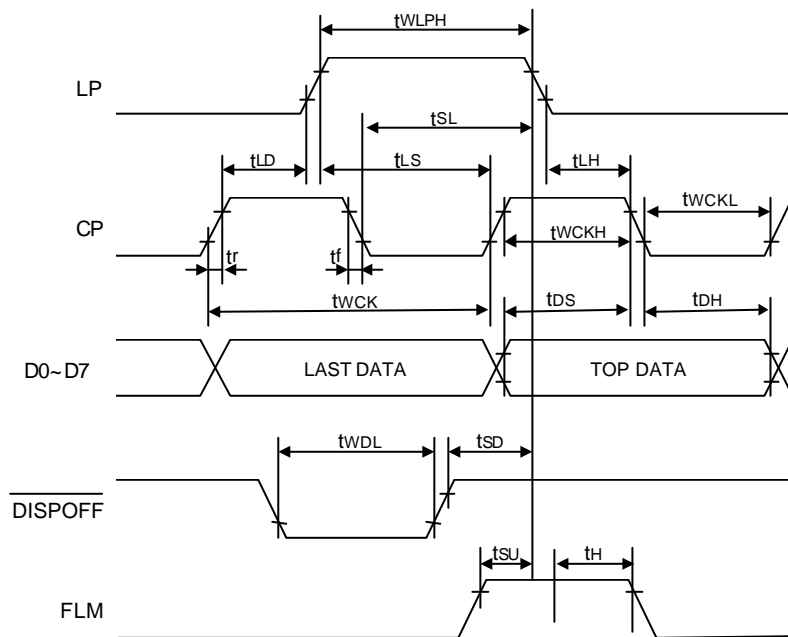 tWLPH
LP
tSL
tLD
tLS
tLH
tWCKL
CP
tWCKH
tr
tf
tWCK
tDS
tDH
D0~D7
LAST DATA
TOP DATA
tWDL
tSD
DISPOFF
tSU
tH
FLM